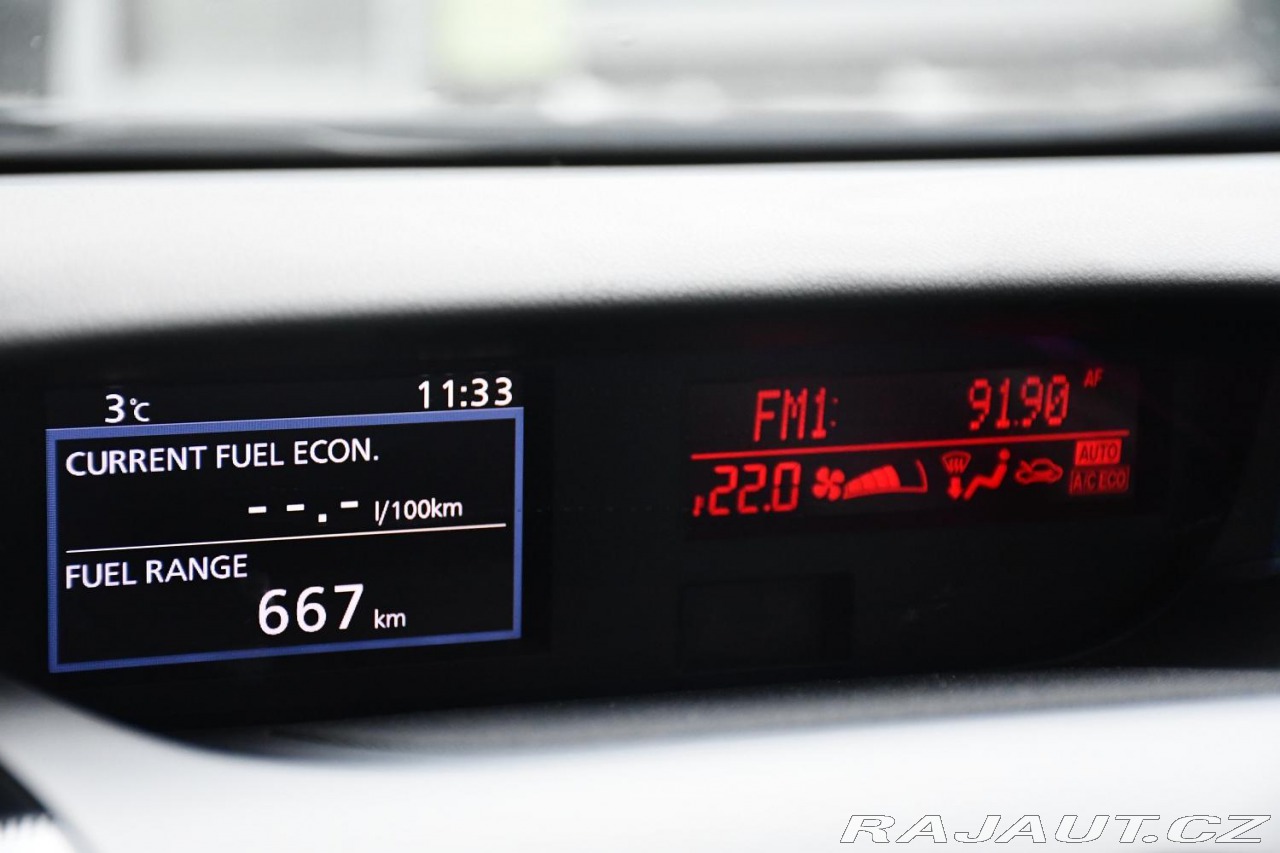 3°C 11:33
CURRENT FUEL ECON.
--.- l/100km
FUEL RANGE
667 km
FM1: 91.90 AF
22.0 AUTO
A/C ECO
RAJAUT.CZ